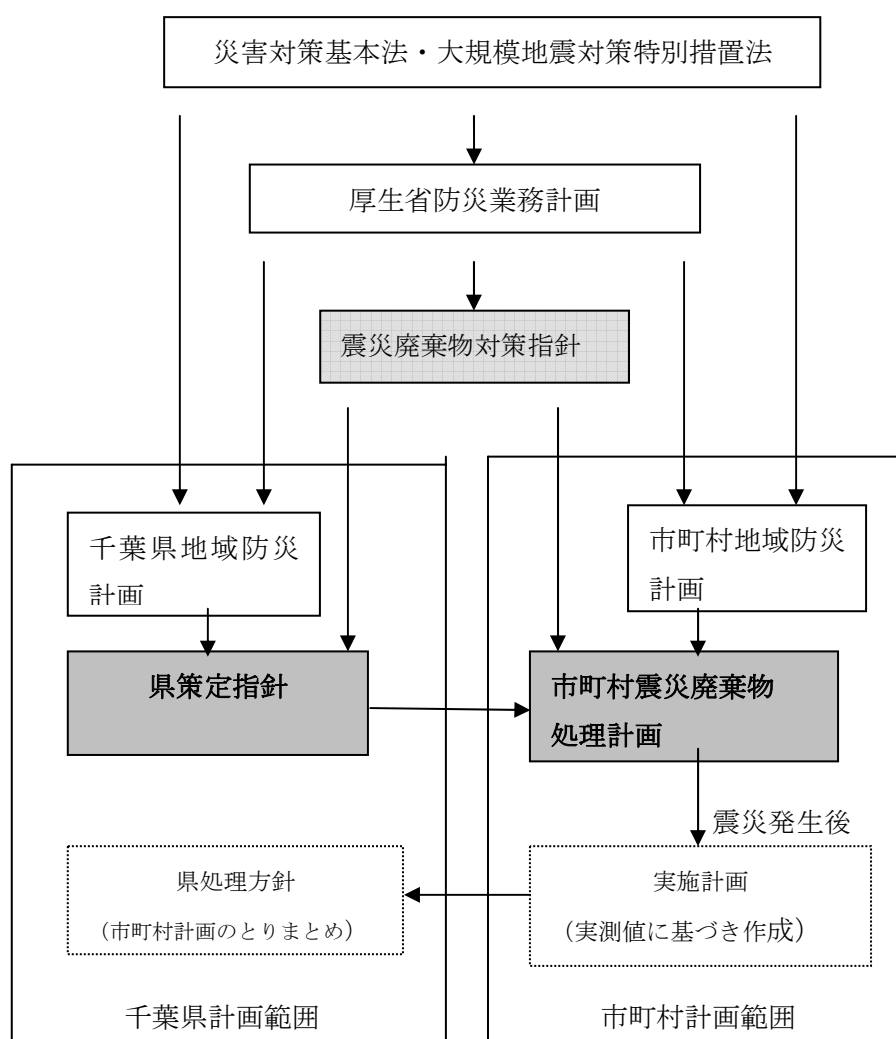 災害対策基本法・大規模地震対策特別措置法
厚生省防災業務計画
震災廃棄物対策指針
千葉県地域防災
計画
市町村地域防災
計画
県策定指針
市町村震災廃棄物
処理計画
震災発生後
県処理方針
（市町村計画のとりまとめ）
実施計画
（実測値に基づき作成）
千葉県計画範囲
市町村計画範囲